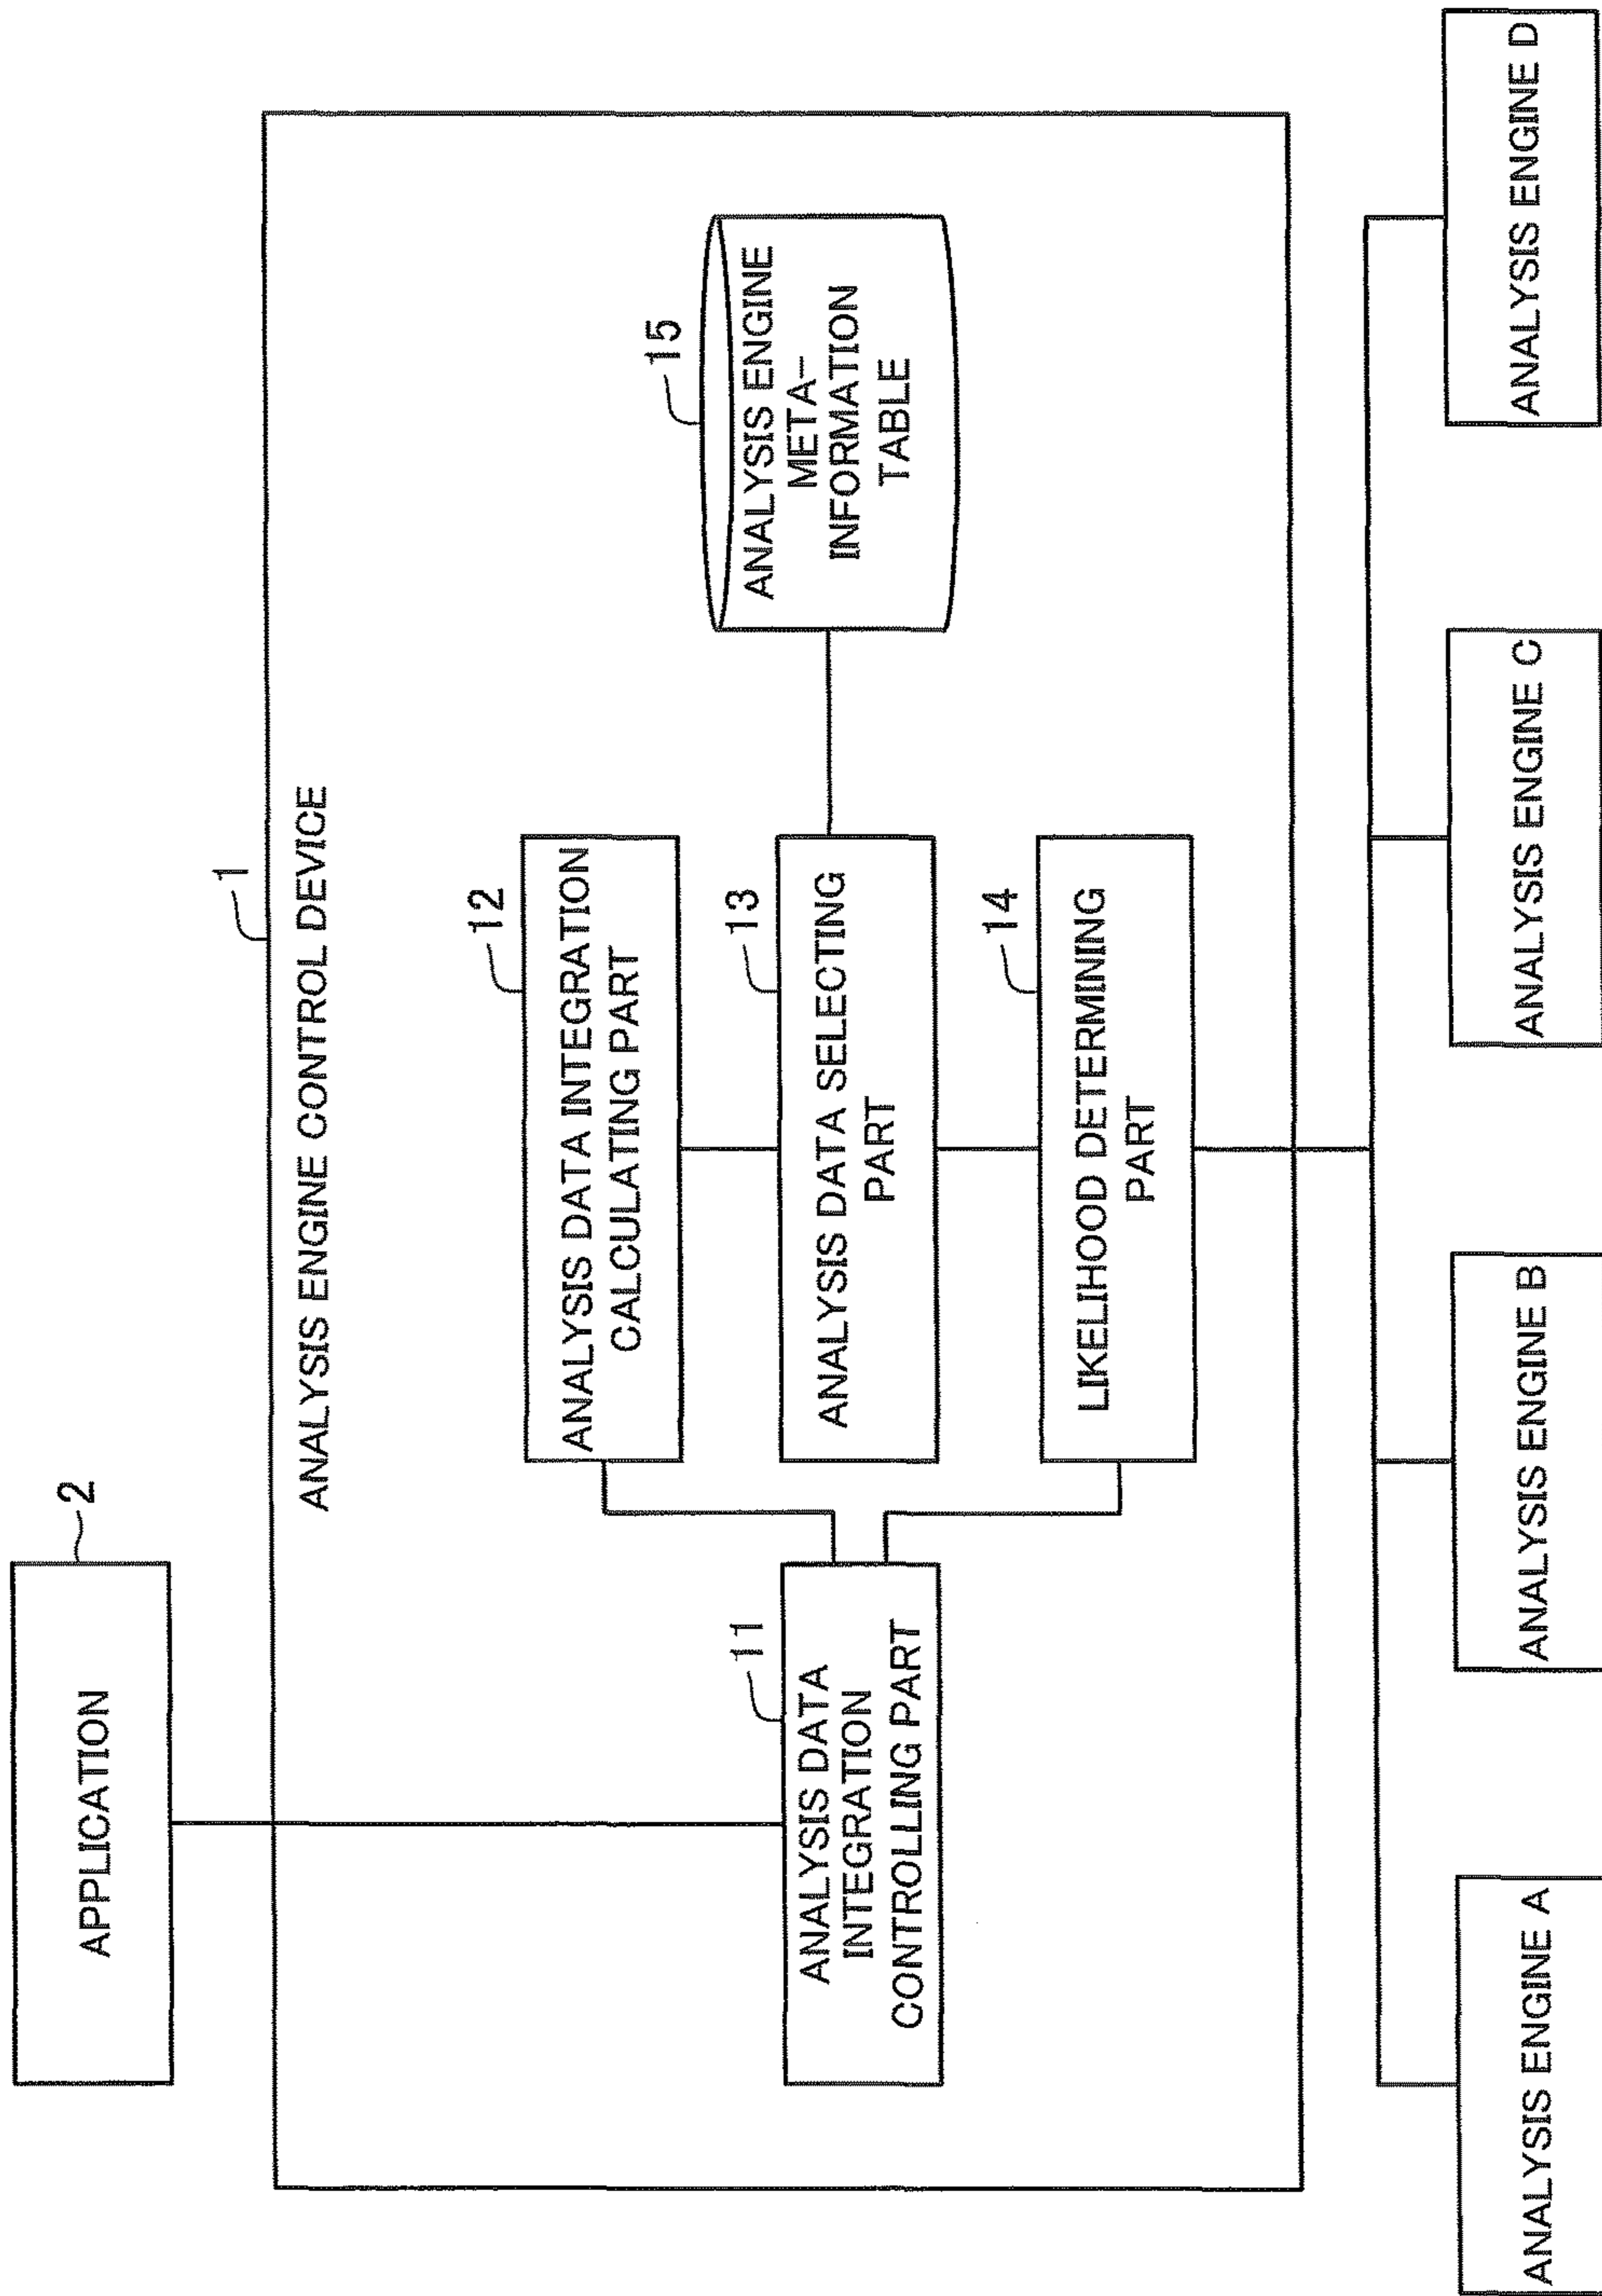 APPLICATION
2
1
ANALYSIS ENGINE CONTROL DEVICE
12
ANALYSIS DATA INTEGRATION
CALCULATING PART
11
ANALYSIS DATA
INTEGRATION
CONTROLLING PART
13
ANALYSIS DATA SELECTING
PART
15
ANALYSIS ENGINE
META-
INFORMATION
TABLE
14
LIKELIHOOD DETERMINING
PART
ANALYSIS ENGINE A
ANALYSIS ENGINE B
ANALYSIS ENGINE C
ANALYSIS ENGINE D